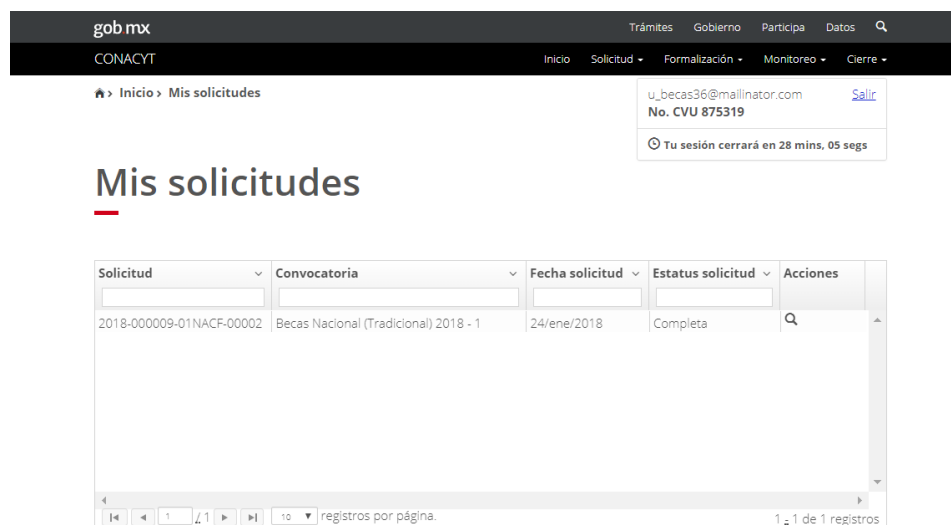 gob.mx Trámites Gobierno Participa Datos
CONACYT Inicio Solicitud Formalización Monitoreo Cierre
Inicio Mis solicitudes
u_becas36@mailinator.com Salir
No. CVU 875319
Tu sesión cerrará en 28 mins, 05 segs
Mis solicitudes
Solicitud Convocatoria Fecha solicitud Estatus solicitud Acciones
2018-000009-01NACF-00002 Becas Nacional (Tradicional) 2018 - 1 24/ene/2018 Completa
1 / 1 10 registros por página. 1 - 1 de 1 registros